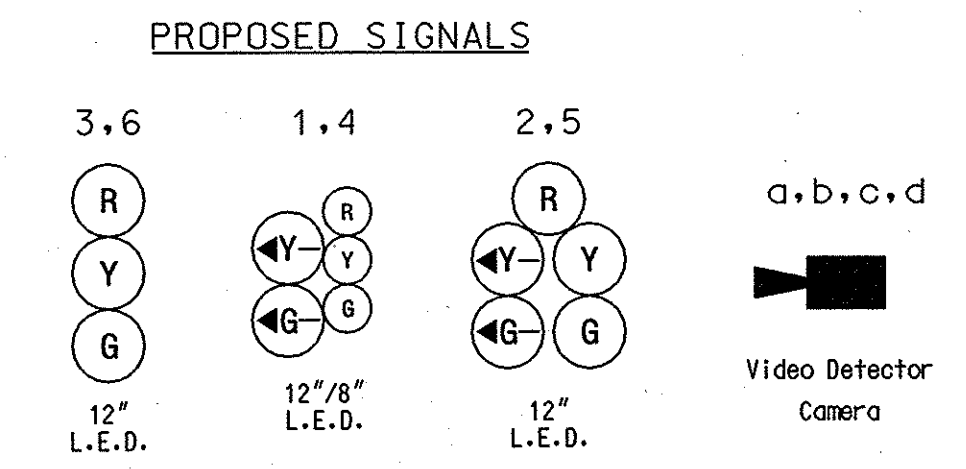 PROPOSED SIGNALS
3,6
R
Y
G
12"
L.E.D.
1,4
R
Y
Y
G
G
12"/8"
L.E.D.
2,5
R
Y
Y
G
G
12"
L.E.D.
a,b,c,d
Video Detector
Camera